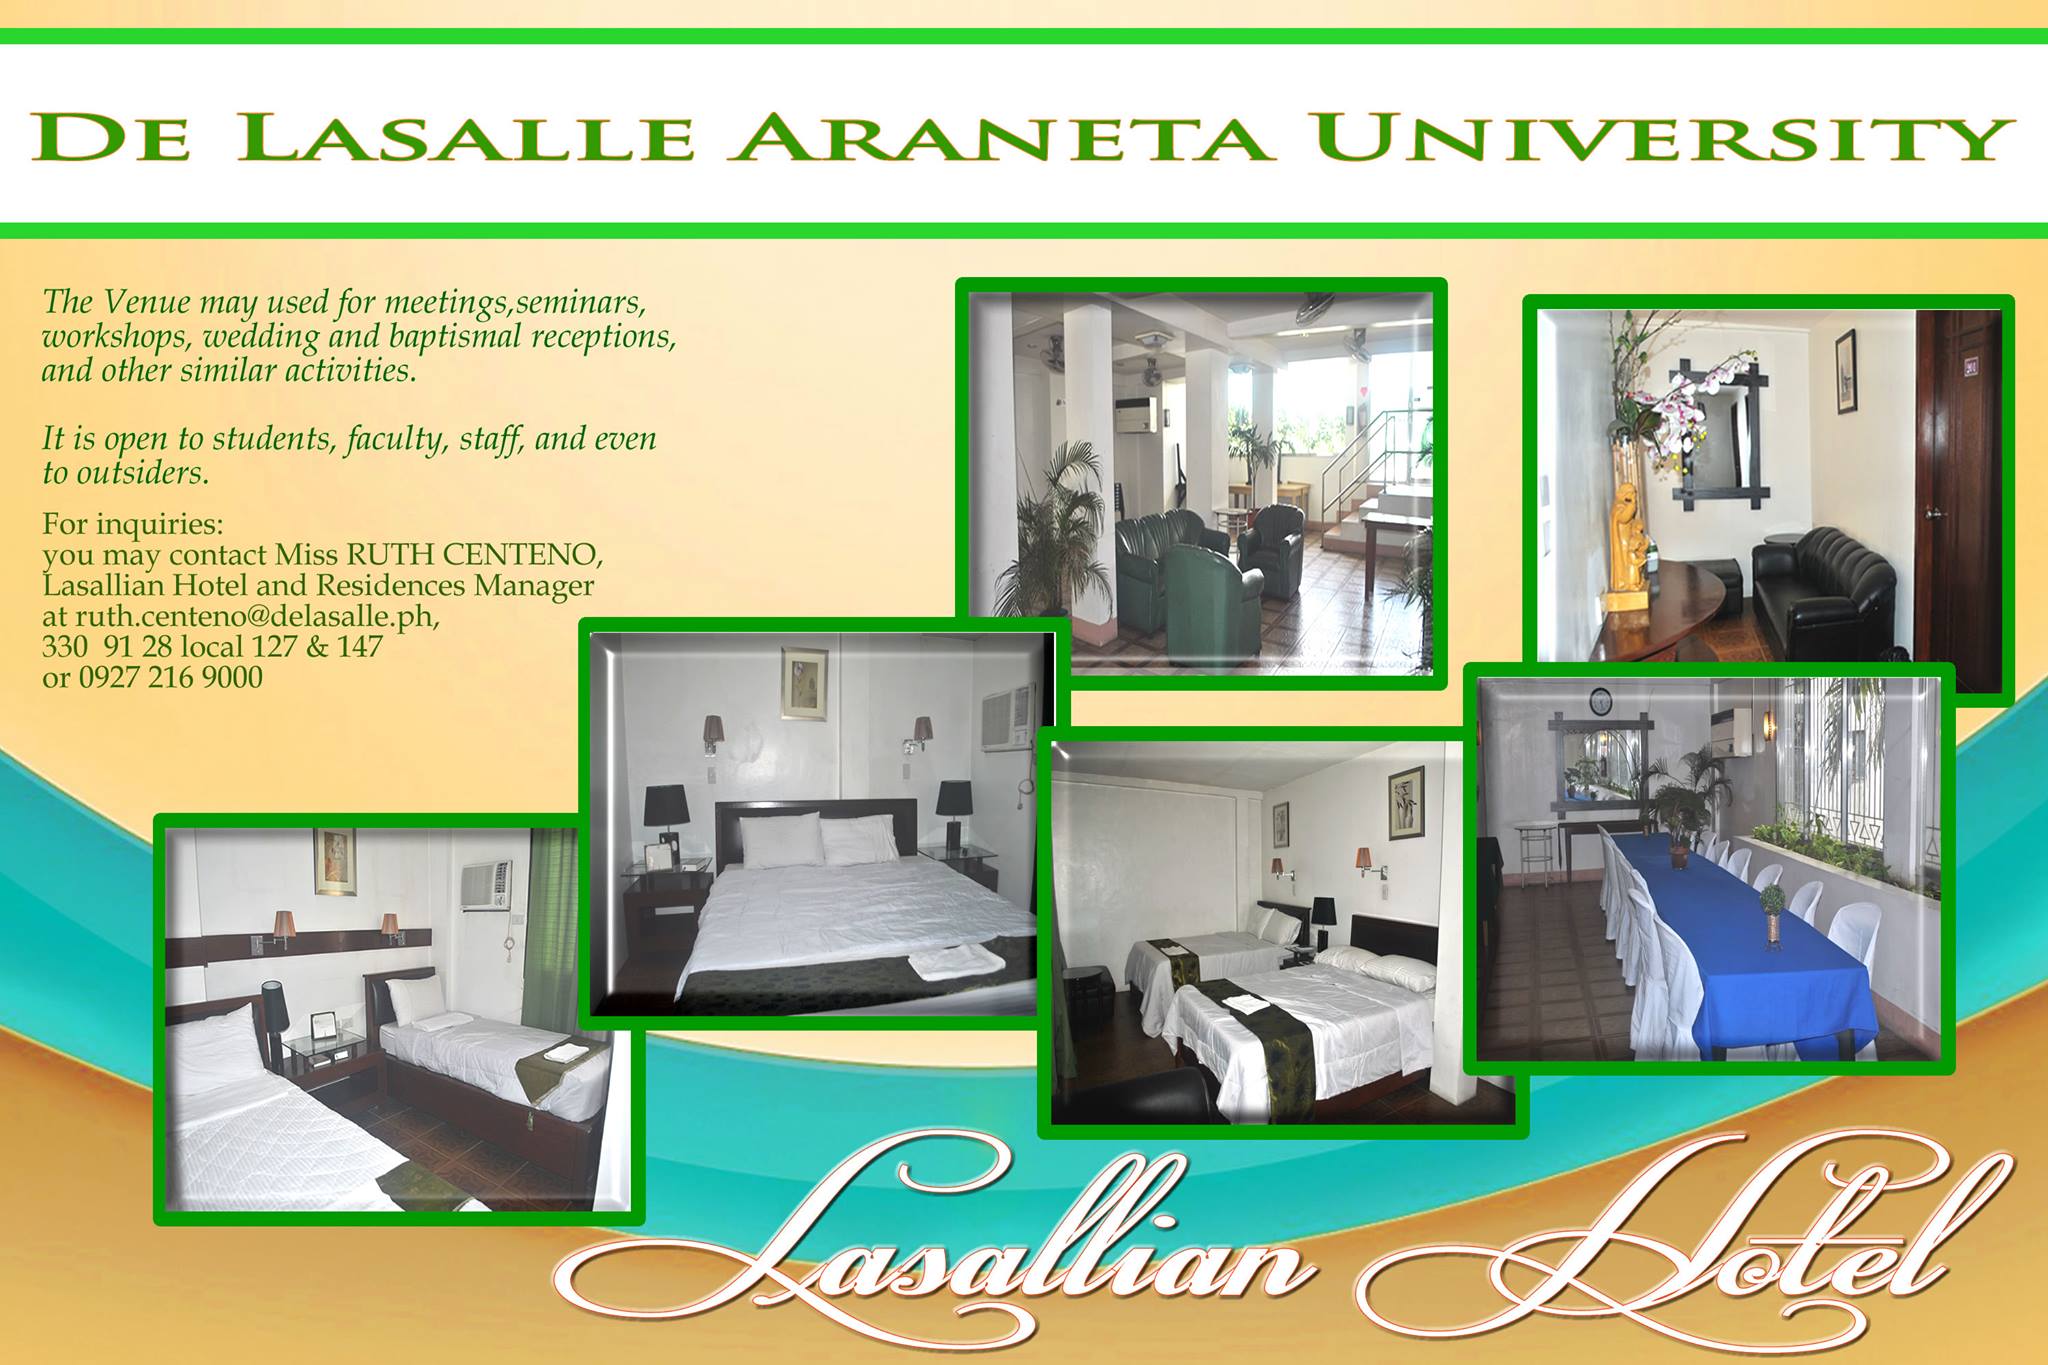 De LaSalle Araneta University
The Venue may used for meetings,seminars,
workshops, wedding and baptismal receptions,
and other similar activities.
It is open to students, faculty, staff, and even
to outsiders.
For inquiries:
you may contact Miss RUTH CENTENO,
Lasallian Hotel and Residences Manager
at ruth.centeno@delasalle.ph,
330 91 28 local 127 & 147
or 0927 216 9000
Lasallian Hotel